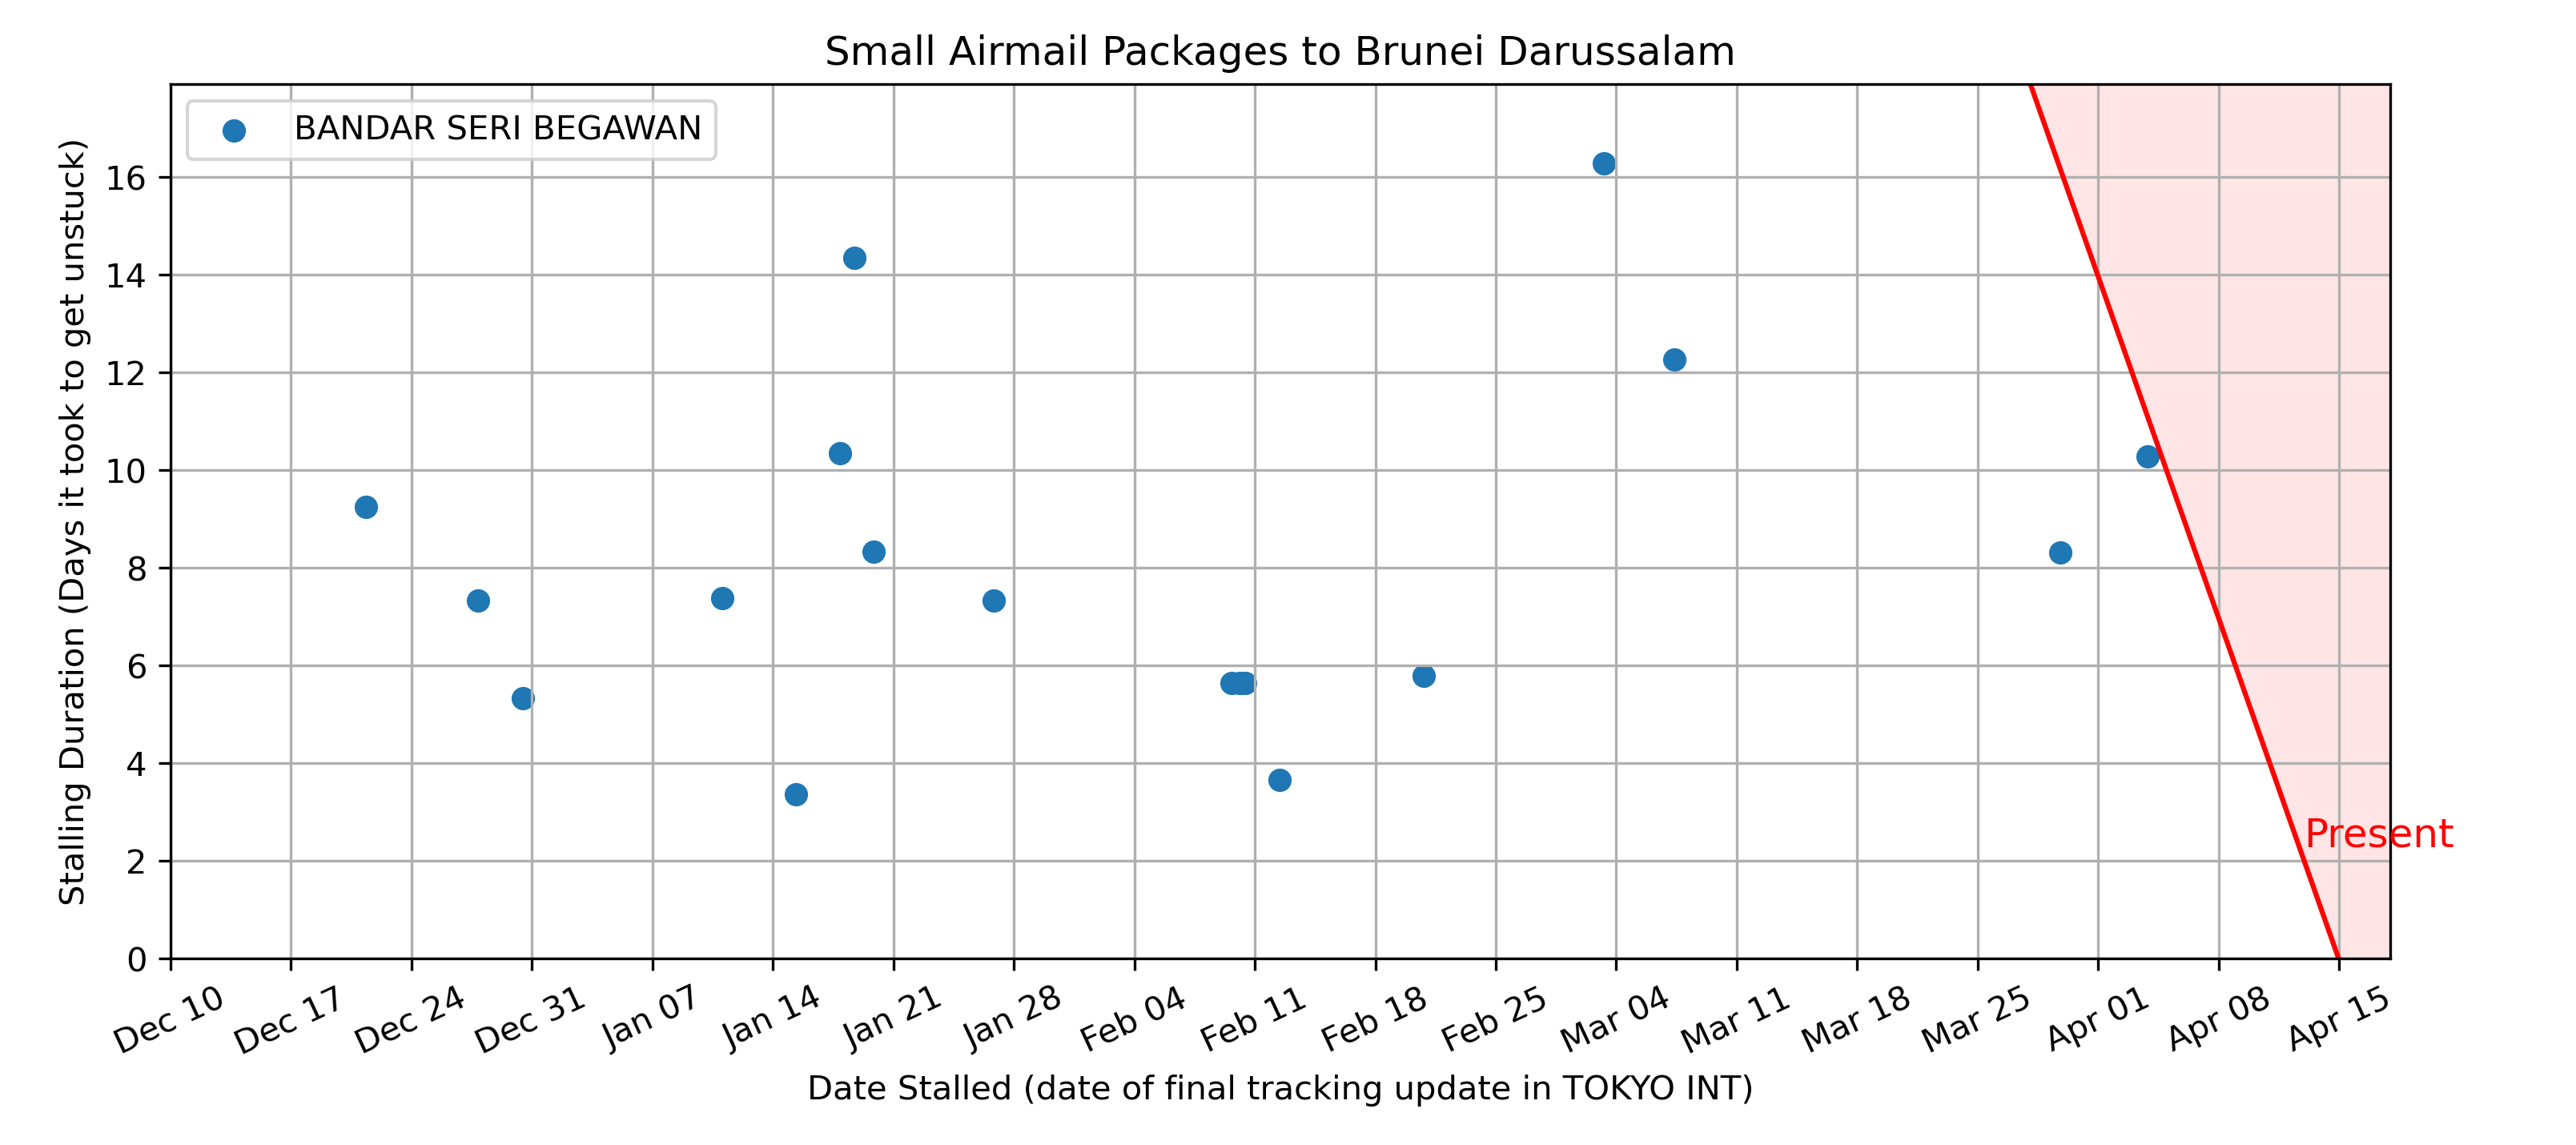 Small Airmail Packages to Brunei Darussalam
BANDAR SERI BEGAWAN
Stalling Duration (Days it took to get unstuck)
16
14
12
10
8
6
4
2
0
Present
Dec 10 Dec 17 Dec 24 Dec 31 Jan 07 Jan 14 Jan 21 Jan 28 Feb 04 Feb 11 Feb 18 Feb 25 Mar 04 Mar 11 Mar 18 Mar 25 Apr 01 Apr 08 Apr 15
Date Stalled (date of final tracking update in TOKYO INT)